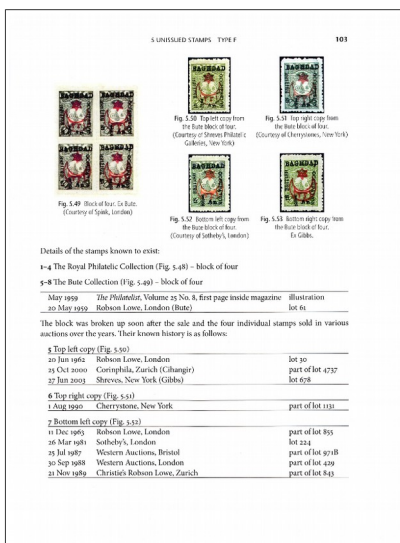 5 UNISSUED STAMPS   TYPE F   103
Fig. 5.50 Top left copy from
the Bute block of four.
(Courtesy of Shreves Philatelic
Galleries, New York)
Fig. 5.51 Top right copy from
the Bute block of four.
(Courtesy of Cherrystones, New York)
Fig. 5.49 Block of four. Ex Bute.
(Courtesy of Spink, London)
Fig. 5.52 Bottom left copy from
the Bute block of four.
(Courtesy of Sotheby's, London)
Fig. 5.53 Bottom right copy from
the Bute block of four.
Ex Gibbs.
BAGHDAD
BAGHDAD
BAGHDAD
BAGHDAD
Details of the stamps known to exist:
1–4 The Royal Philatelic Collection (Fig. 5.48) – block of four
5–8 The Bute Collection (Fig. 5.49) – block of four
May 1959   The Philatelist, Volume 25 No. 8, first page inside magazine   illustration
20 May 1959   Robson Lowe, London (Bute)   lot 61
The block was broken up soon after the sale and the four individual stamps sold in various
auctions over the years. Their known history is as follows:
5 Top left copy (Fig. 5.50)
20 Jun 1962   Robson Lowe, London   lot 30
25 Oct 2000   Corinphila, Zurich (Cihangir)   part of lot 4737
27 Jun 2003   Shreves, New York (Gibbs)   lot 678
6 Top right copy (Fig. 5.51)
1 Aug 1990   Cherrystone, New York   part of lot 1131
7 Bottom left copy (Fig. 5.52)
11 Dec 1963   Robson Lowe, London   part of lot 855
26 Mar 1981   Sotheby's, London   lot 224
25 Jul 1987   Western Auctions, Bristol   part of lot 971B
30 Sep 1988   Western Auctions, London   part of lot 429
21 Nov 1989   Christie's Robson Lowe, Zurich   part of lot 843